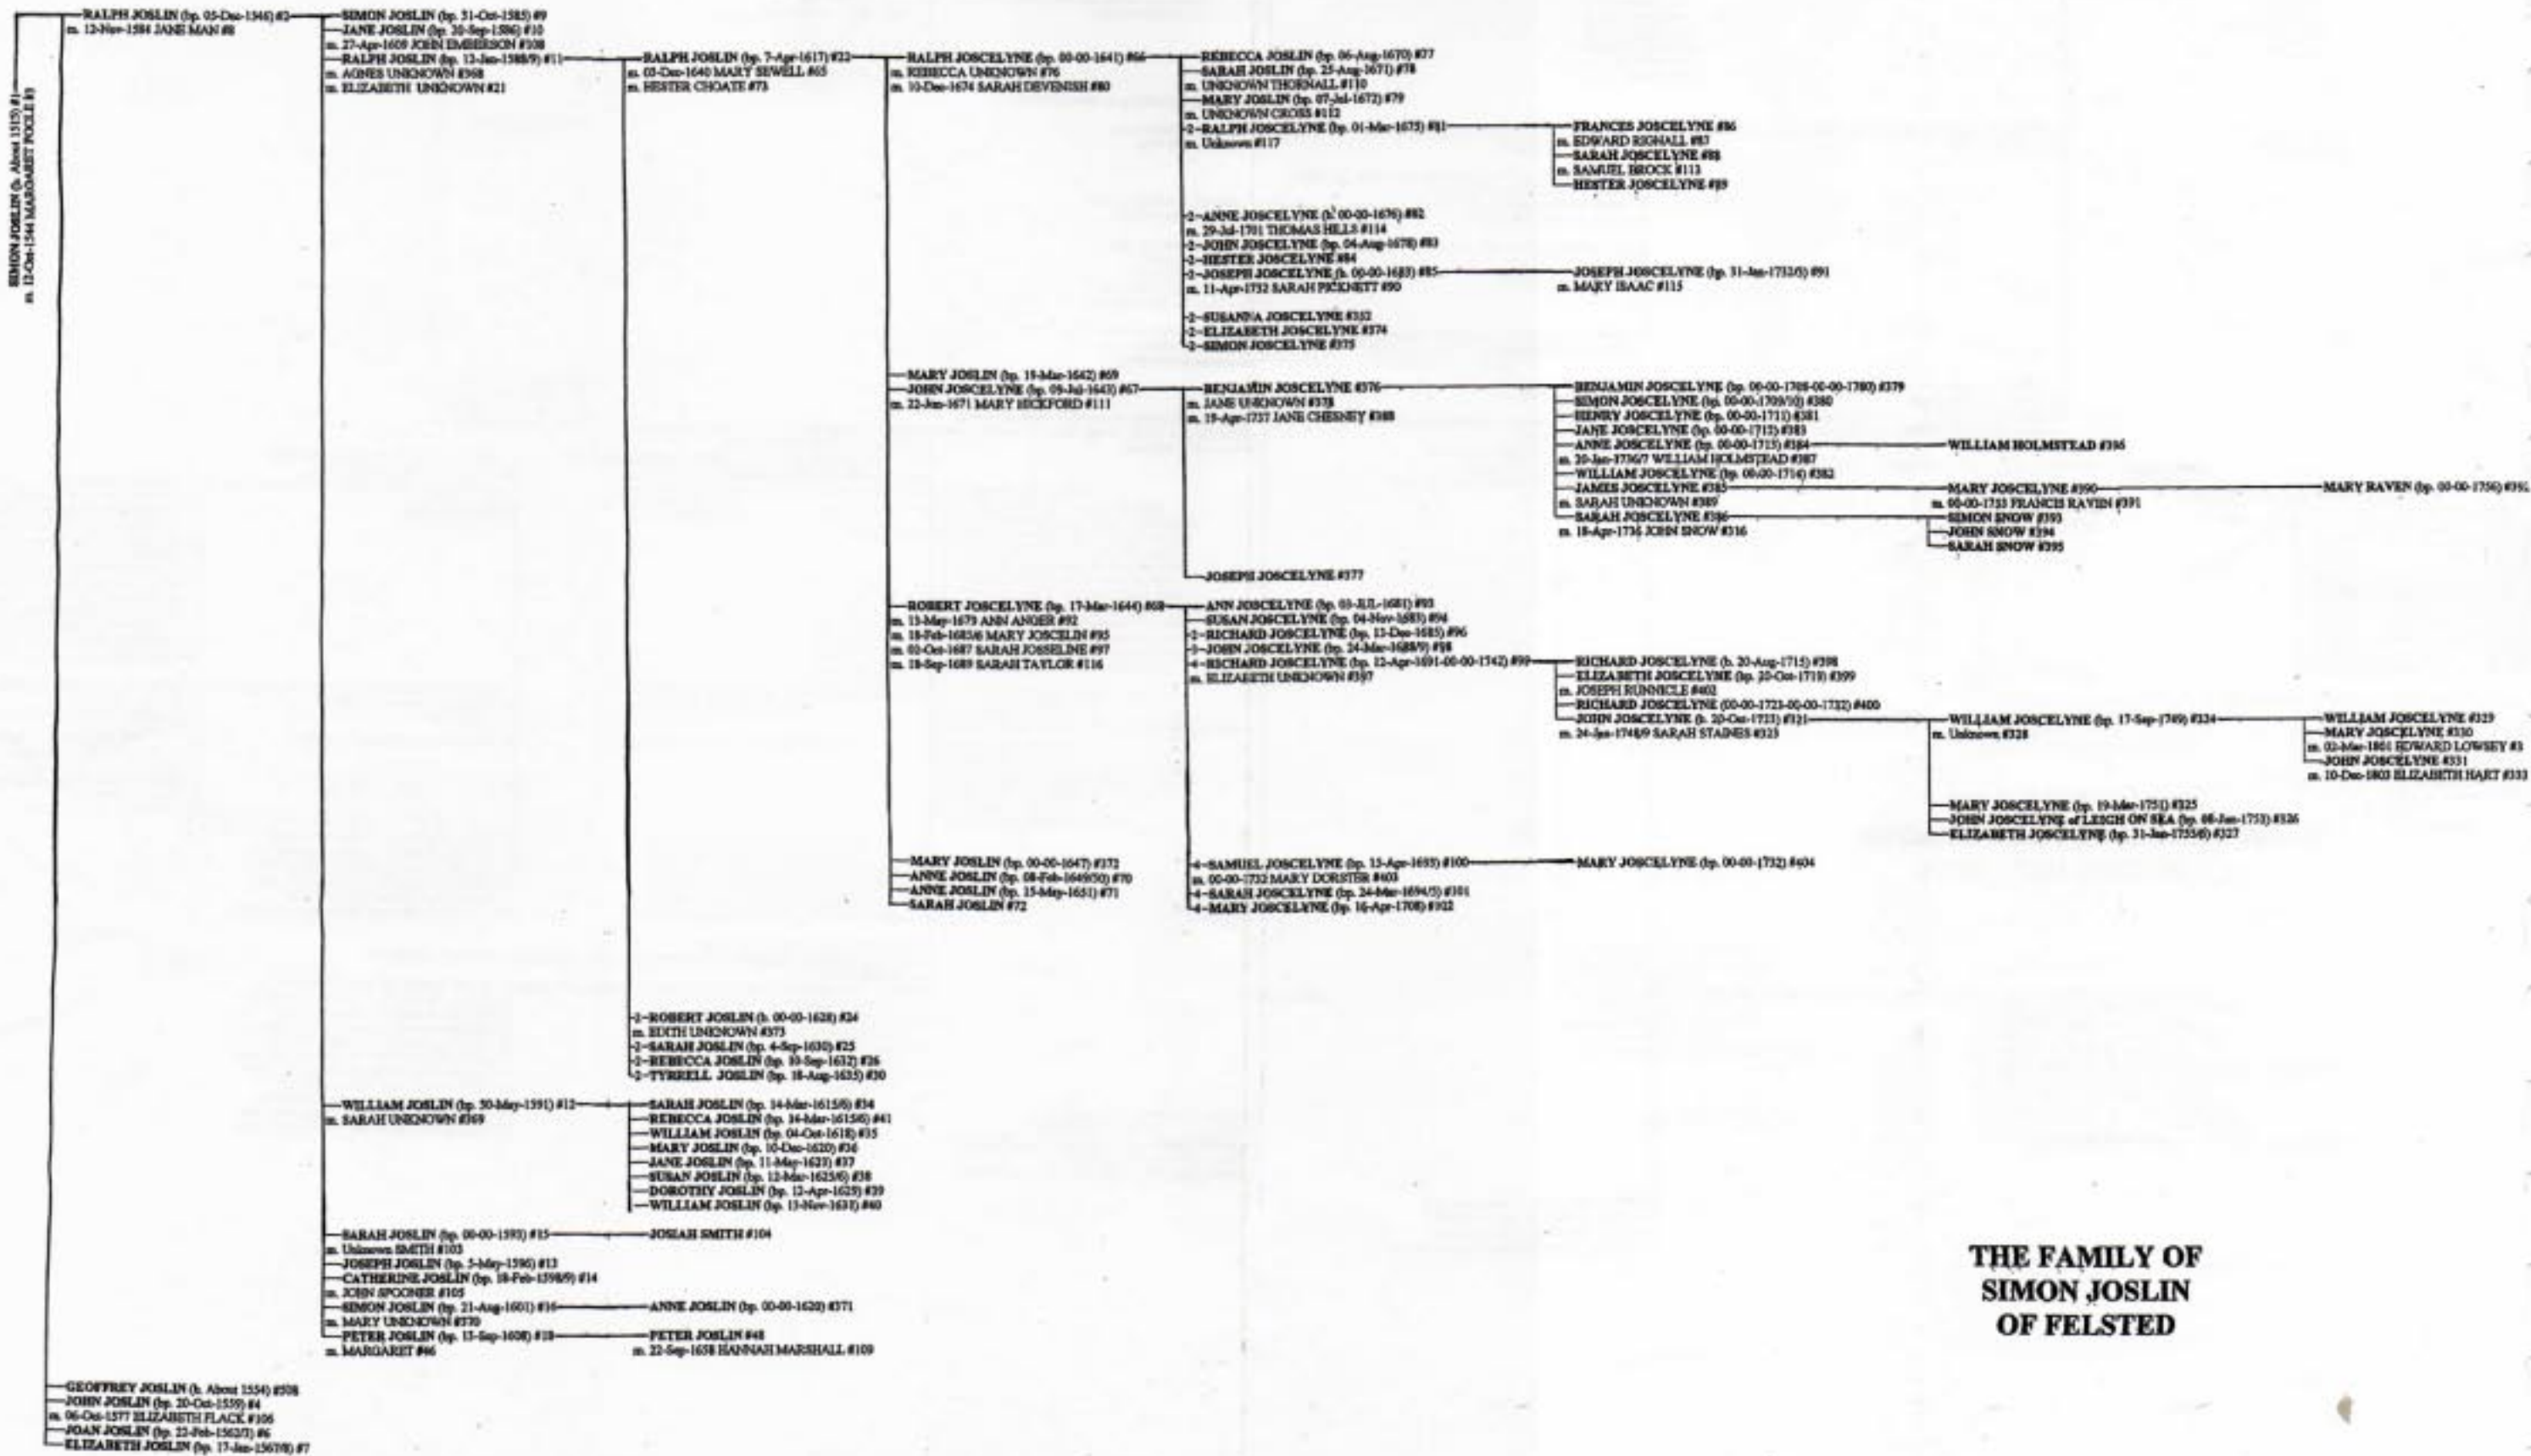 SIMON JOSLIN (b. About 1515) #1
m. 12-Oct-1544 MARGARET POCLE #3
RALPH JOSLIN (bp. 05-Dec-1546) #2
m. 12-Nov-1584 JANE MAN #8
SIMON JOSLIN (bp. 31-Oct-1585) #9
JANE JOSLIN (bp. 20-Sep-1586) #10
m. 27-Apr-1609 JOHN EMBERSON #108
RALPH JOSLIN (bp. 12-Jan-1588/9) #11
m. AGNES UNKNOWN #368
m. ELIZABETH UNKNOWN #21
RALPH JOSLIN (bp. 7-Apr-1617) #22
m. 03-Dec-1640 MARY SEWELL #65
m. HESTER CHOATE #73
RALPH JOSCELYNE (bp. 00-00-1641) #66
m. REBECCA UNKNOWN #76
m. 10-Dec-1674 SARAH DEVENISH #80
REBECCA JOSLIN (bp. 06-Aug-1670) #77
SARAH JOSLIN (bp. 25-Aug-1671) #78
m. UNKNOWN THORNALL #110
MARY JOSLIN (bp. 07-Jul-1672) #79
m. UNKNOWN CROSS #112
2-RALPH JOSCELYNE (bp. 01-Mar-1675) #81
m. Unknown #117
FRANCES JOSCELYNE #86
m. EDWARD RIGNALL #87
SARAH JOSCELYNE #88
m. SAMUEL BROCK #113
HESTER JOSCELYNE #89
2-ANNE JOSCELYNE (b. 00-00-1676) #82
m. 29-Jul-1701 THOMAS HILLS #114
2-JOHN JOSCELYNE (bp. 04-Aug-1678) #83
2-HESTER JOSCELYNE #84
2-JOSEPH JOSCELYNE (b. 00-00-1683) #85
m. 11-Apr-1732 SARAH PICKNETT #90
JOSEPH JOSCELYNE (bp. 31-Jan-1732/3) #91
m. MARY ISAAC #115
2-SUSANNA JOSCELYNE #352
2-ELIZABETH JOSCELYNE #374
2-SIMON JOSCELYNE #375
MARY JOSLIN (bp. 19-Mar-1642) #69
JOHN JOSCELYNE (bp. 09-Jul-1643) #67
m. 22-Jun-1671 MARY BICKFORD #111
BENJAMIN JOSCELYNE #376
m. JANE UNKNOWN #378
m. 19-Apr-1737 JANE CHESNEY #388
BENJAMIN JOSCELYNE (bp. 00-00-1708-00-00-1780) #379
SIMON JOSCELYNE (bp. 00-00-1709/10) #380
HENRY JOSCELYNE (bp. 00-00-1711) #381
JANE JOSCELYNE (bp. 00-00-1712) #383
ANNE JOSCELYNE (bp. 00-00-1713) #384
m. 20-Jan-1736/7 WILLIAM HOLMSTEAD #387
WILLIAM HOLMSTEAD #396
WILLIAM JOSCELYNE (bp. 00-00-1714) #382
JAMES JOSCELYNE #385
m. SARAH UNKNOWN #389
MARY JOSCELYNE #390
m. 00-00-1753 FRANCIS RAVEN #391
MARY RAVEN (bp. 00-00-1756)
SARAH JOSCELYNE #386
m. 18-Apr-1736 JOHN SNOW #316
SIMON SNOW #393
JOHN SNOW #394
SARAH SNOW #395
JOSEPH JOSCELYNE #377
ROBERT JOSCELYNE (bp. 17-Mar-1644) #68
m. 13-May-1679 ANN ANGER #92
m. 18-Feb-1685/6 MARY JOSCELIN #95
m. 02-Oct-1687 SARAH JOSSELINE #97
m. 18-Sep-1689 SARAH TAYLOR #116
ANN JOSCELYNE (bp. 03-JUL-1681) #93
SUSAN JOSCELYNE (bp. 04-Nov-1683) #94
2-RICHARD JOSCELYNE (bp. 13-Dec-1685) #96
3-JOHN JOSCELYNE (bp. 24-Mar-1688/9) #98
4-RICHARD JOSCELYNE (bp. 12-Apr-1691-00-00-1742) #99
m. ELIZABETH UNKNOWN #397
RICHARD JOSCELYNE (b. 20-Aug-1715) #398
ELIZABETH JOSCELYNE (bp. 20-Oct-1719) #399
m. JOSEPH RUNNICLE #402
RICHARD JOSCELYNE (00-00-1723-00-00-1732) #400
JOHN JOSCELYNE (b. 20-Oct-1723) #321
m. 24-Jan-1748/9 SARAH STAINES #323
WILLIAM JOSCELYNE (bp. 17-Sep-1749) #324
m. Unknown #328
WILLIAM JOSCELYNE #329
MARY JOSCELYNE #330
m. 02-Mar-1801 EDWARD LOWSEY #3
JOHN JOSCELYNE #331
m. 10-Dec-1803 ELIZABETH HART #333
MARY JOSCELYNE (bp. 19-Mar-1751) #325
JOHN JOSCELYNE of LEIGH ON SEA (bp. 08-Jan-1753) #326
ELIZABETH JOSCELYNE (bp. 31-Jan-1755/6) #327
MARY JOSLIN (bp. 00-00-1647) #372
ANNE JOSLIN (bp. 08-Feb-1649/50) #70
ANNE JOSLIN (bp. 15-May-1651) #71
SARAH JOSLIN #72
4-SAMUEL JOSCELYNE (bp. 13-Apr-1693) #100
m. 00-00-1732 MARY DORSTER #403
4-SARAH JOSCELYNE (bp. 24-Mar-1694/5) #101
4-MARY JOSCELYNE (bp. 16-Apr-1708) #102
MARY JOSCELYNE (bp. 00-00-1732) #404
2-ROBERT JOSLIN (b. 00-00-1628) #24
m. EDITH UNKNOWN #373
2-SARAH JOSLIN (bp. 4-Sep-1630) #25
2-REBECCA JOSLIN (bp. 10-Sep-1632) #26
2-TYRRELL JOSLIN (bp. 18-Aug-1635) #30
WILLIAM JOSLIN (bp. 30-May-1591) #12
m. SARAH UNKNOWN #369
SARAH JOSLIN (bp. 14-Mar-1615/6) #34
REBECCA JOSLIN (bp. 14-Mar-1615/6) #41
WILLIAM JOSLIN (bp. 04-Oct-1618) #35
MARY JOSLIN (bp. 10-Dec-1620) #36
JANE JOSLIN (bp. 11-May-1623) #37
SUSAN JOSLIN (bp. 12-Mar-1625/6) #38
DOROTHY JOSLIN (bp. 12-Apr-1629) #39
WILLIAM JOSLIN (bp. 13-Nov-1631) #40
SARAH JOSLIN (bp. 00-00-1593) #15
m. Unknown SMITH #103
JOSIAH SMITH #104
JOSEPH JOSLIN (bp. 5-May-1596) #13
CATHERINE JOSLIN (bp. 18-Feb-1598/9) #14
m. JOHN SPOONER #105
SIMON JOSLIN (bp. 21-Aug-1601) #16
m. MARY UNKNOWN #370
ANNE JOSLIN (bp. 00-00-1620) #371
PETER JOSLIN (bp. 13-Sep-1608) #18
m. MARGARET #46
PETER JOSLIN #48
m. 22-Sep-1658 HANNAH MARSHALL #109
GEOFFREY JOSLIN (b. About 1554) #508
JOHN JOSLIN (bp. 20-Oct-1559) #4
m. 06-Oct-1577 ELIZABETH FLACK #106
JOAN JOSLIN (bp. 22-Feb-1562/3) #6
ELIZABETH JOSLIN (bp. 17-Jan-1567/8) #7
THE FAMILY OF
SIMON JOSLIN
OF FELSTED